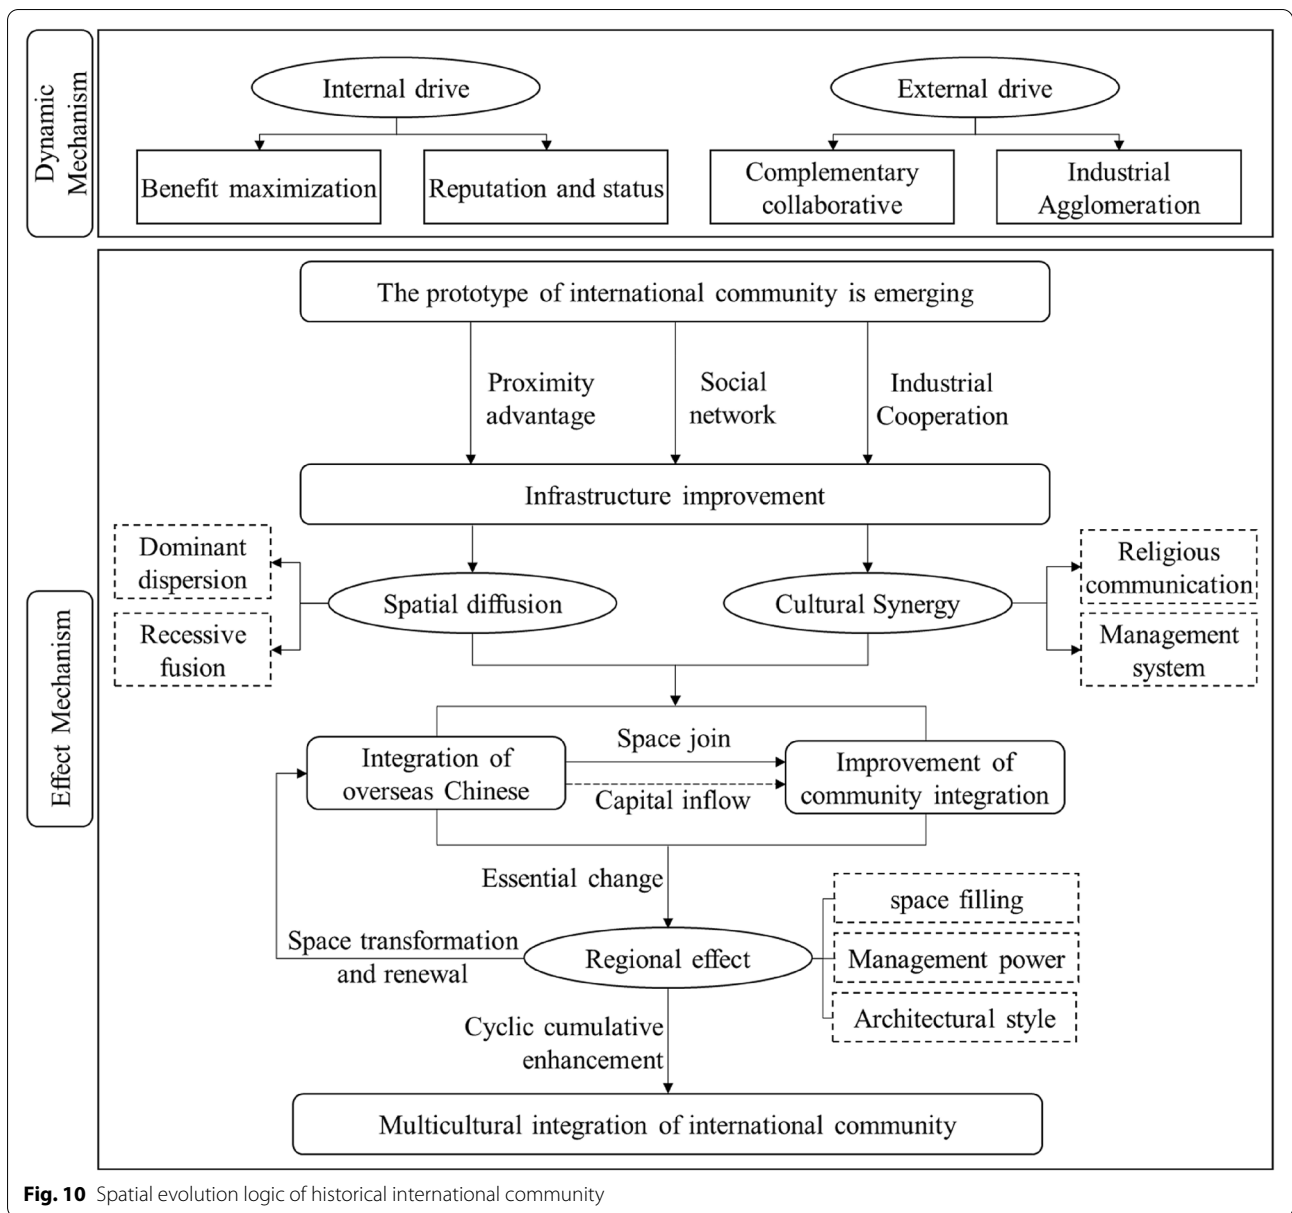 Dynamic
Mechanism
Internal drive
External drive
Benefit maximization
Reputation and status
Complementary
collaborative
Industrial
Agglomeration
Effect Mechanism
The prototype of international community is emerging
Proximity
advantage
Social
network
Industrial
Cooperation
Infrastructure improvement
Dominant
dispersion
Recessive
fusion
Spatial diffusion
Cultural Synergy
Religious
communication
Management
system
Integration of
overseas Chinese
Space join
Capital inflow
Improvement of
community integration
Essential change
Space transformation
and renewal
Regional effect
space filling
Management power
Architectural style
Cyclic cumulative
enhancement
Multicultural integration of international community
Fig. 10 Spatial evolution logic of historical international community